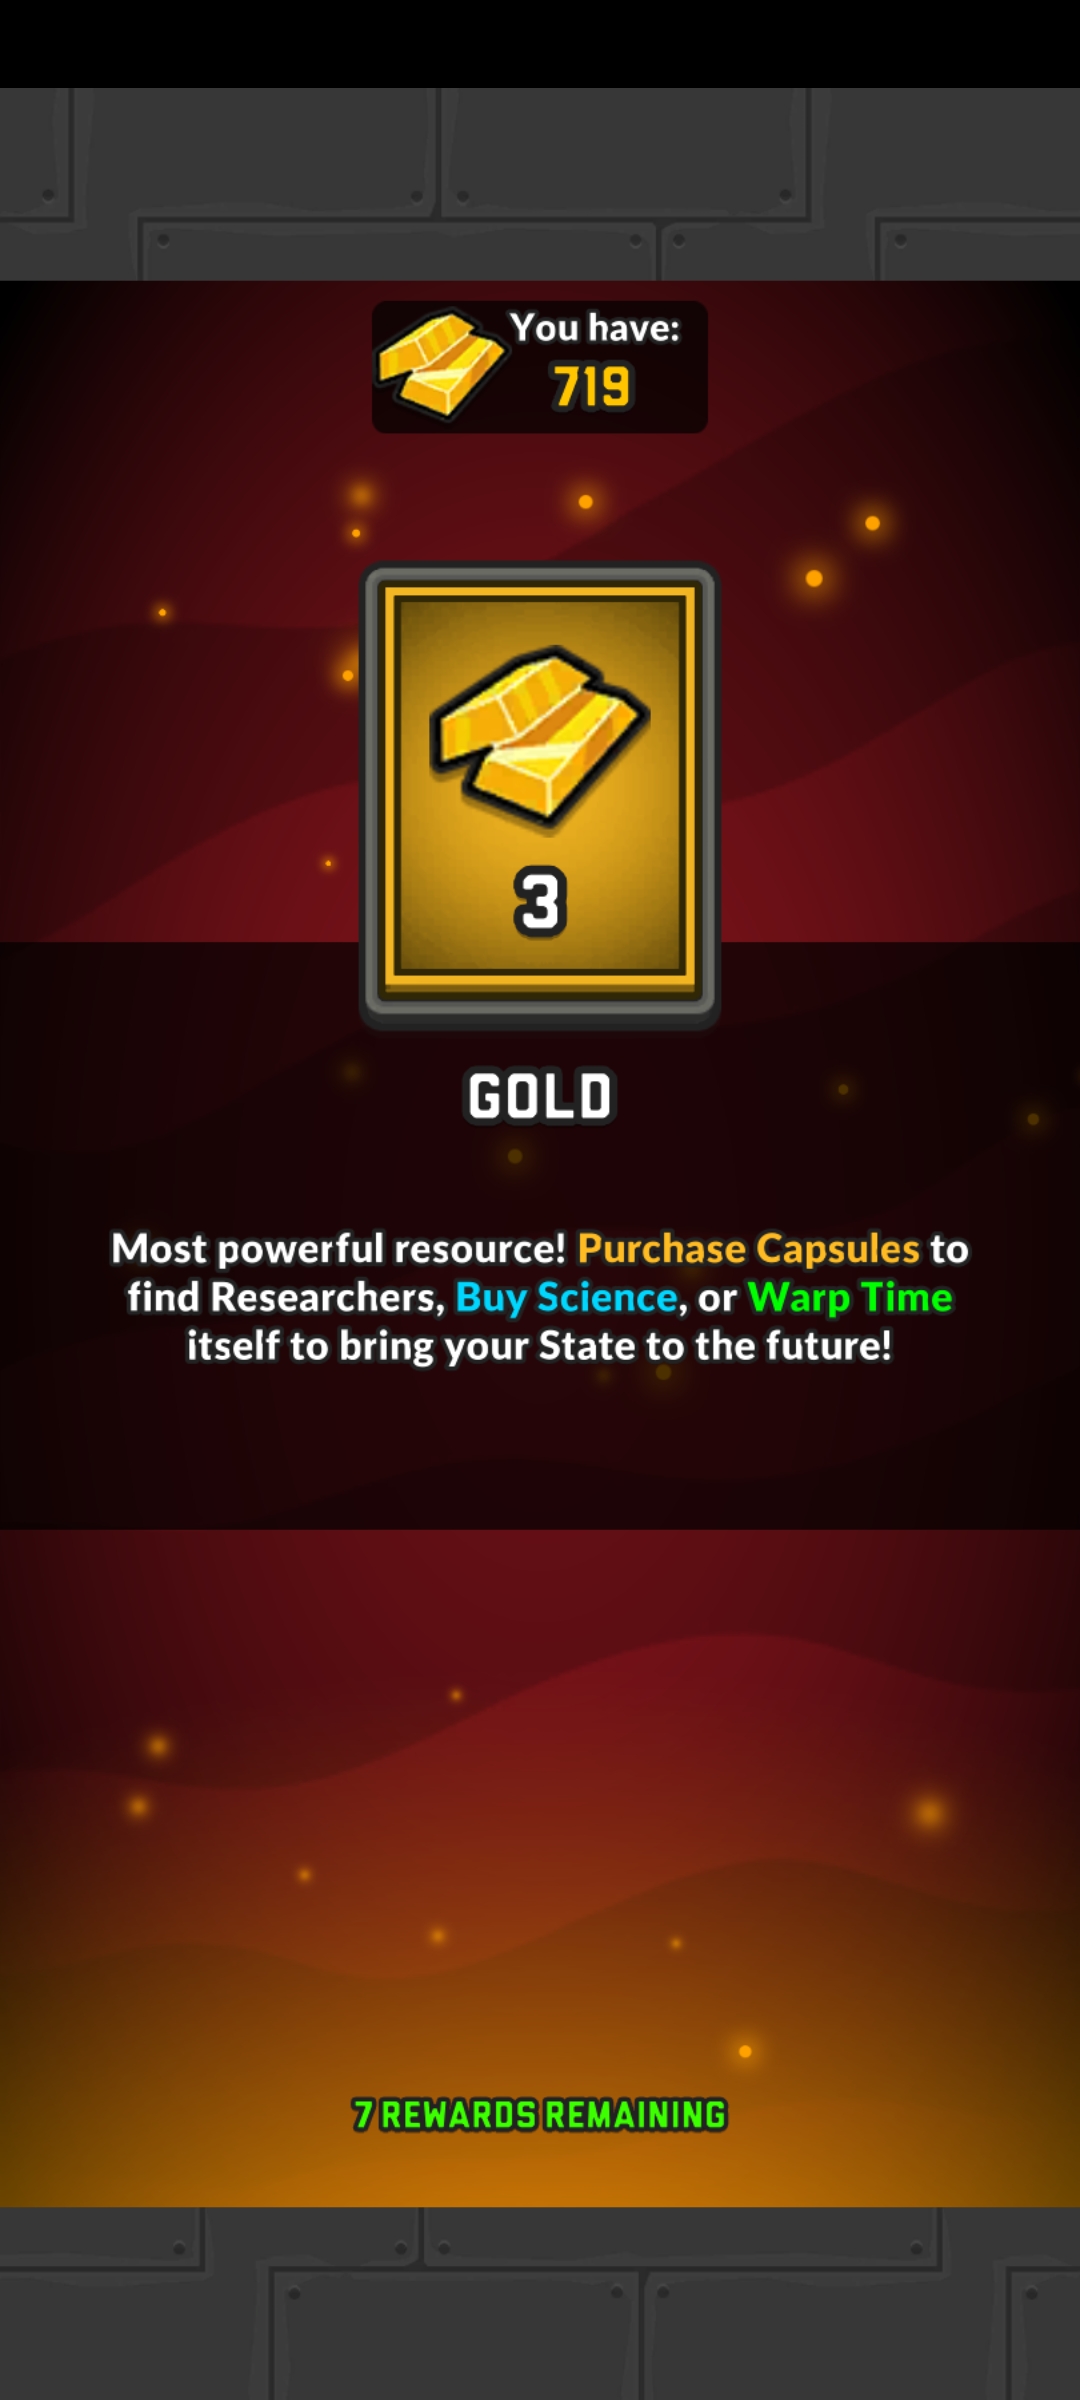 You have:
719
3
GOLD
Most powerful resource! Purchase Capsules to
find Researchers, Buy Science, or Warp Time
itself to bring your State to the future!
7 REWARDS REMAINING